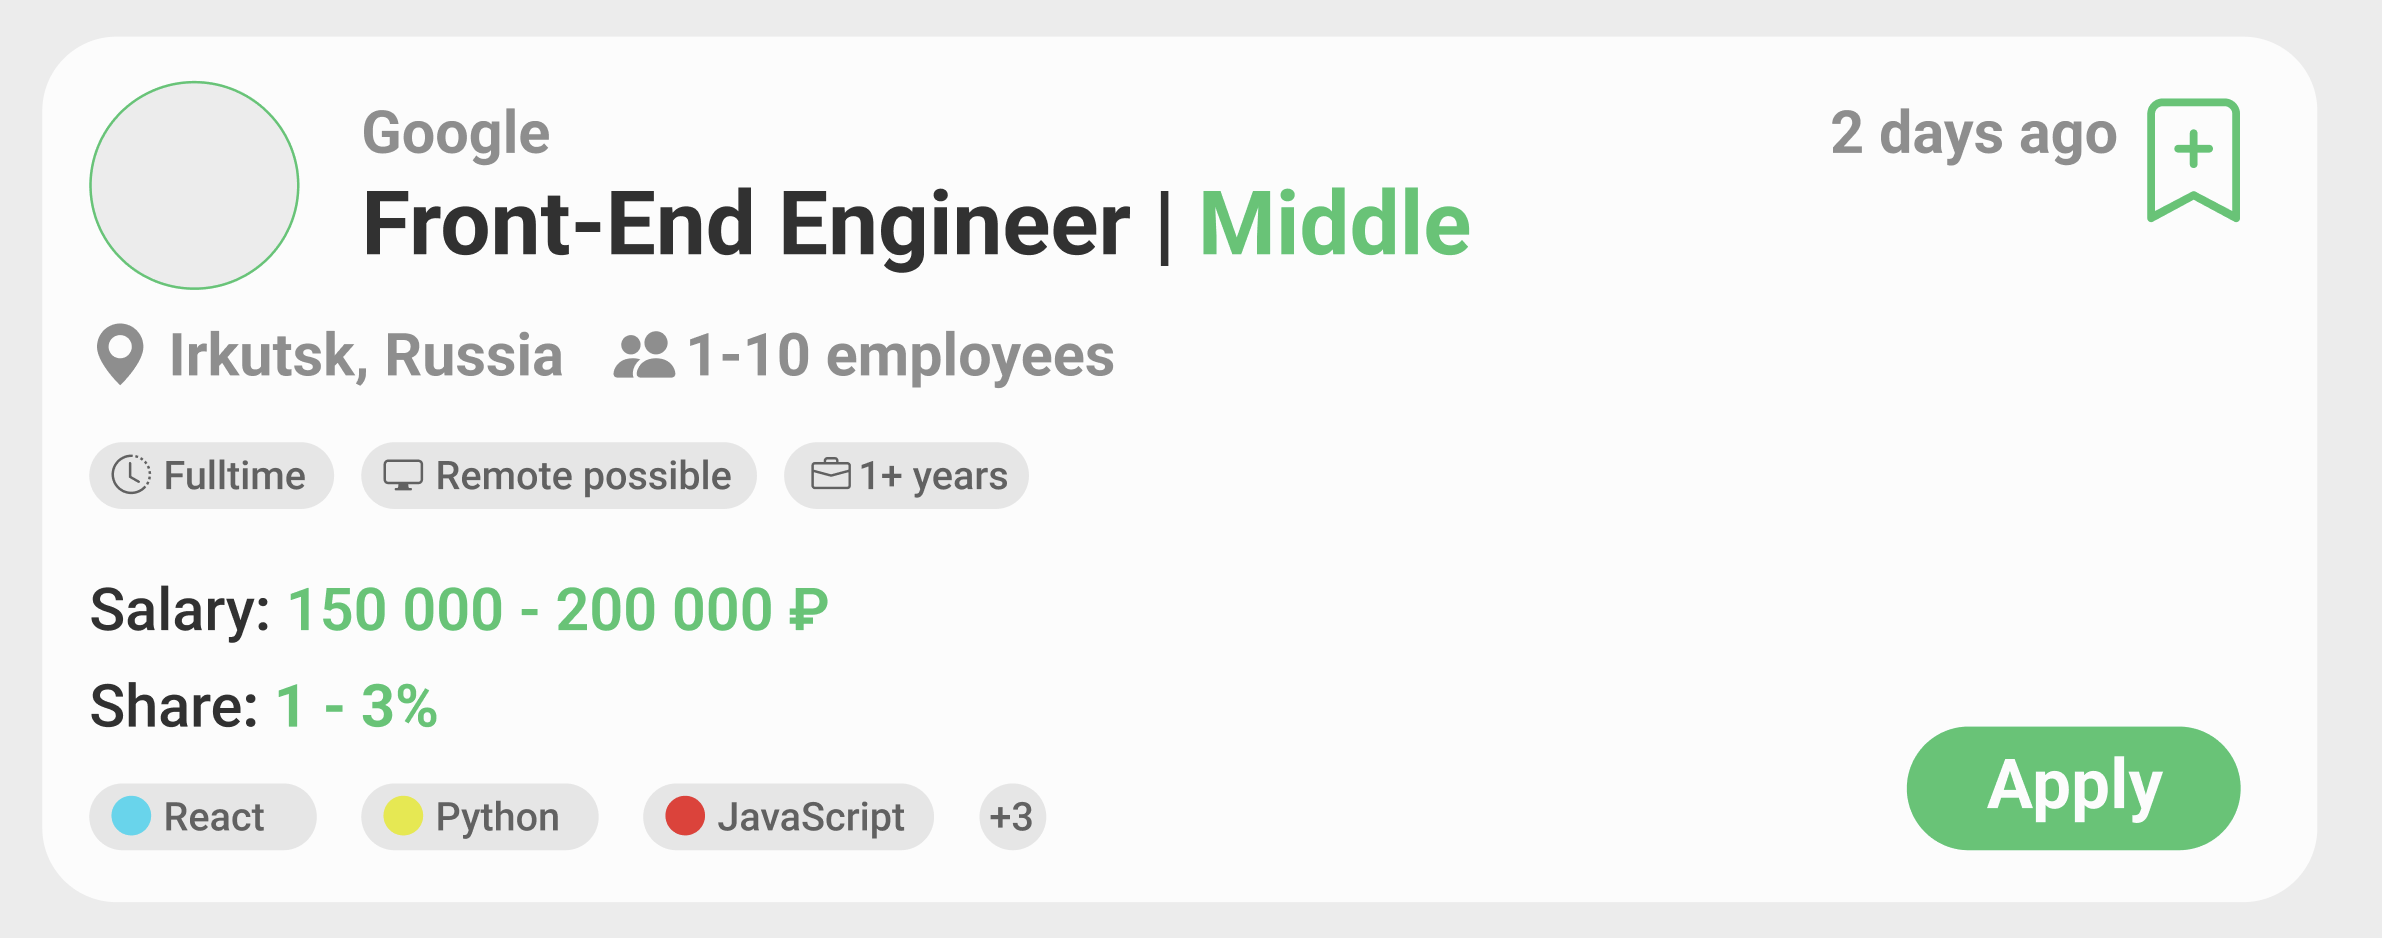 Google
2 days ago
Front-End Engineer | Middle
Irkutsk, Russia 1-10 employees
Fulltime Remote possible 1+ years
Salary: 150 000 - 200 000 ₽
Share: 1 - 3%
React Python JavaScript +3
Apply